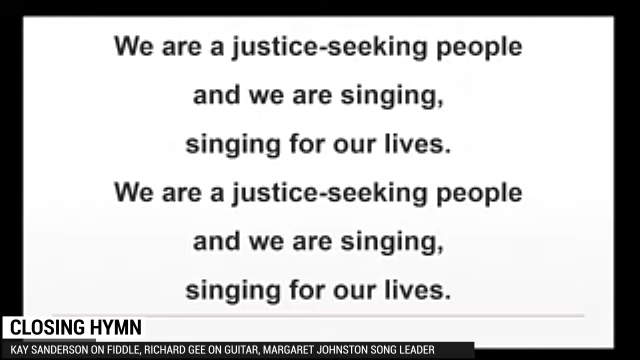 We are a justice-seeking people
and we are singing,
singing for our lives.
We are a justice-seeking people
and we are singing,
singing for our lives.
CLOSING HYMN
KAY SANDERSON ON FIDDLE, RICHARD GEE ON GUITAR, MARGARET JOHNSTON SONG LEADER